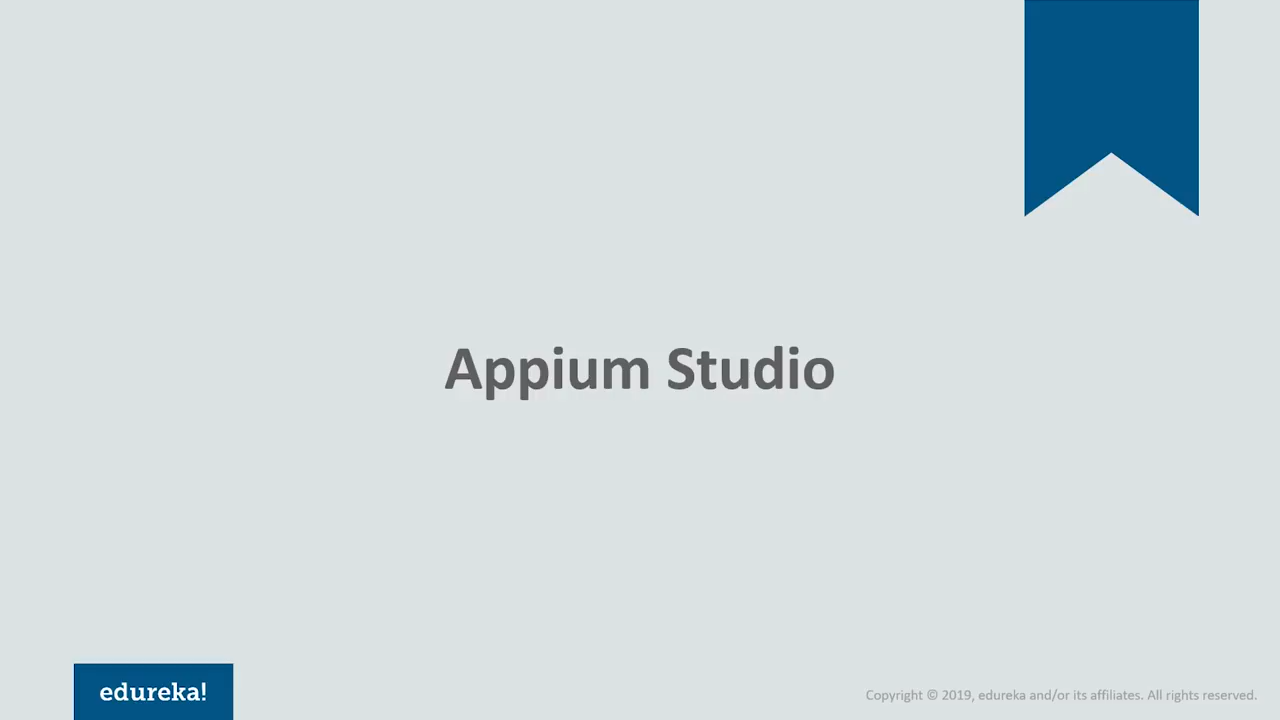 Appium Studio
edureka!
Copyright © 2019, edureka and/or its affiliates. All rights reserved.